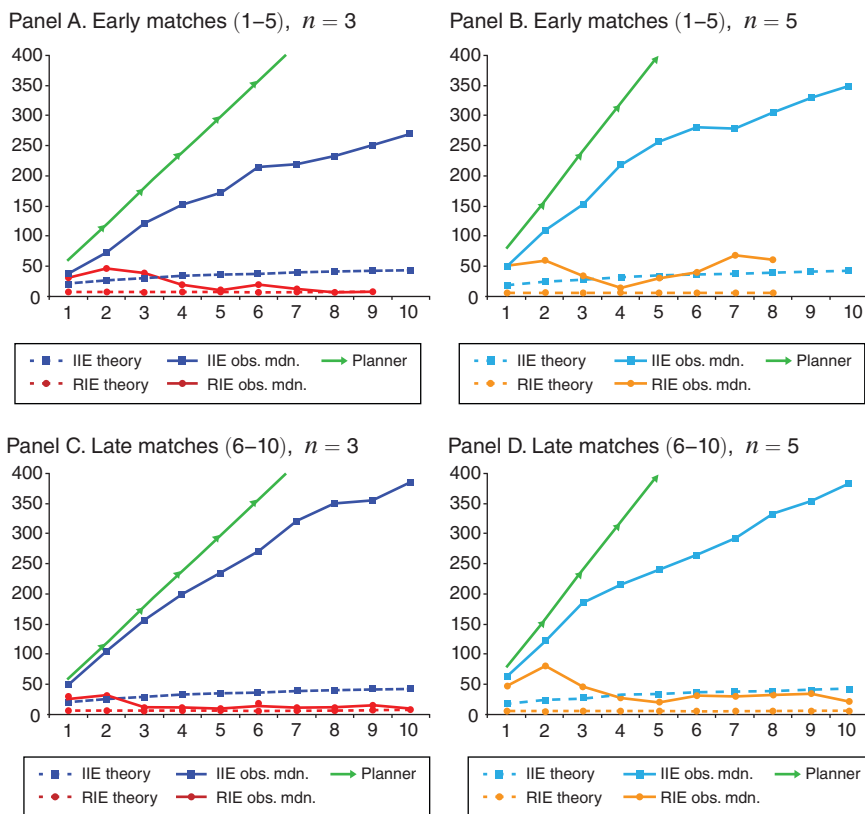 Panel A. Early matches (1–5), n = 3
400
350
300
250
200
150
100
50
0
1 2 3 4 5 6 7 8 9 10
IIE theory IIE obs. mdn. Planner
RIE theory RIE obs. mdn.
Panel B. Early matches (1–5), n = 5
400
350
300
250
200
150
100
50
0
1 2 3 4 5 6 7 8 9 10
IIE theory IIE obs. mdn. Planner
RIE theory RIE obs. mdn.
Panel C. Late matches (6–10), n = 3
400
350
300
250
200
150
100
50
0
1 2 3 4 5 6 7 8 9 10
IIE theory IIE obs. mdn. Planner
RIE theory RIE obs. mdn.
Panel D. Late matches (6–10), n = 5
400
350
300
250
200
150
100
50
0
1 2 3 4 5 6 7 8 9 10
IIE theory IIE obs. mdn. Planner
RIE theory RIE obs. mdn.